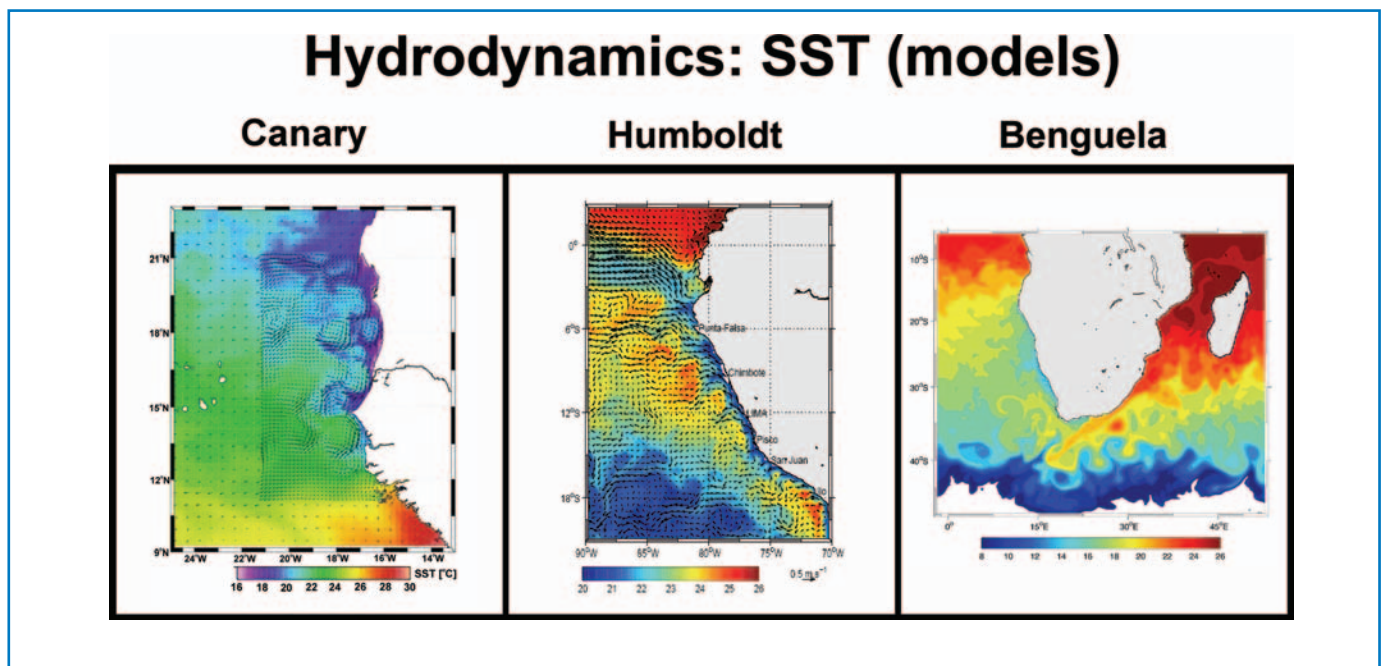 Hydrodynamics: SST (models)
Canary
Humboldt
Benguela
21°N
18°N
15°N
12°N
9°N
24°W
22°W
20°W
18°W
16°W
14°W
SST [°C]
16 18 20 22 24 26 28 30
0°
6°S
12°S
18°S
Punta Falsa
Chimbote
LIMA
Pisco
San Juan
Ilo
90°W
85°W
80°W
75°W
70°W
20 21 22 23 24 25 26
0.5 m s⁻¹
10°S
20°S
30°S
40°S
0°
15°E
30°E
45°E
8 10 12 14 16 18 20 22 24 26